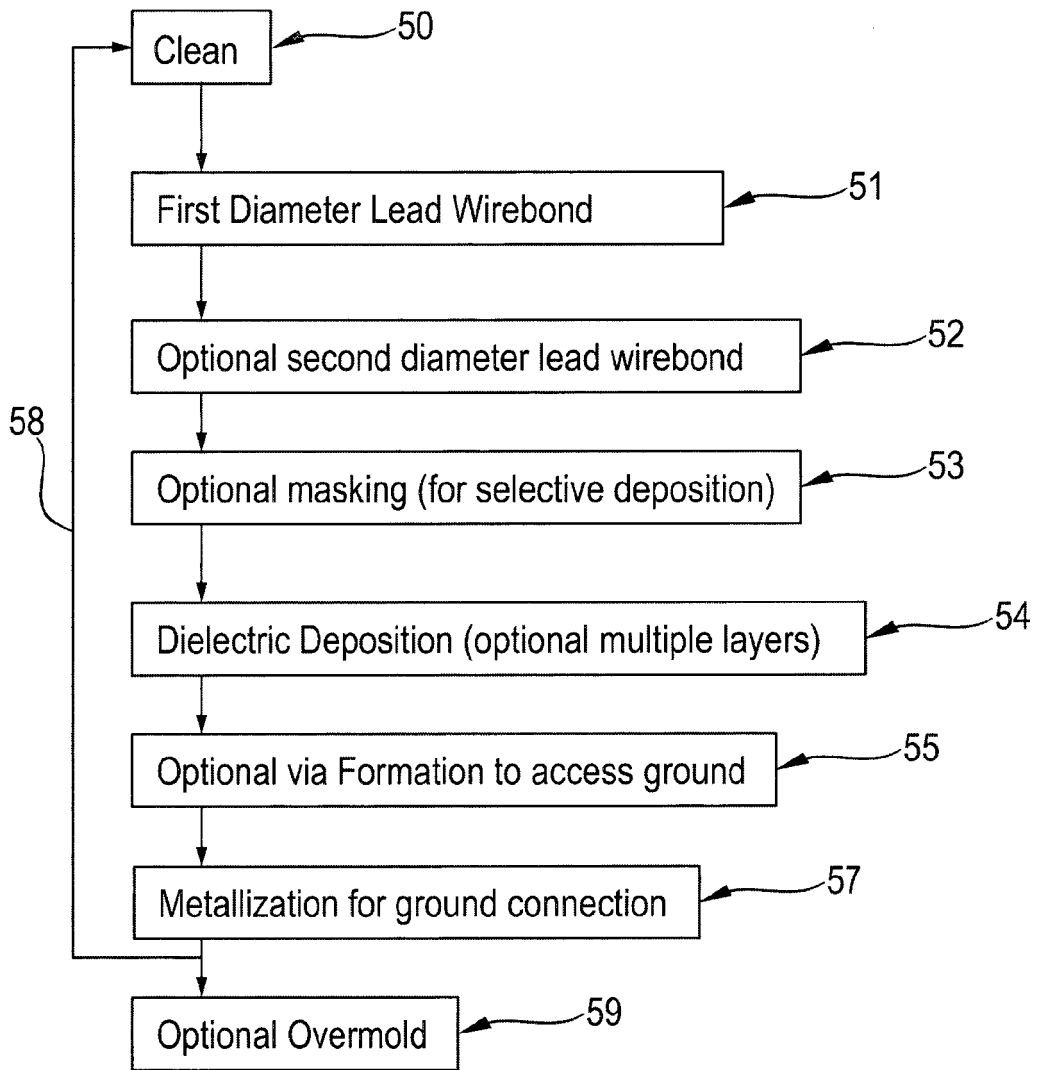 Clean
50
First Diameter Lead Wirebond
51
Optional second diameter lead wirebond
52
Optional masking (for selective deposition)
53
58
Dielectric Deposition (optional multiple layers)
54
Optional via Formation to access ground
55
Metallization for ground connection
57
Optional Overmold
59